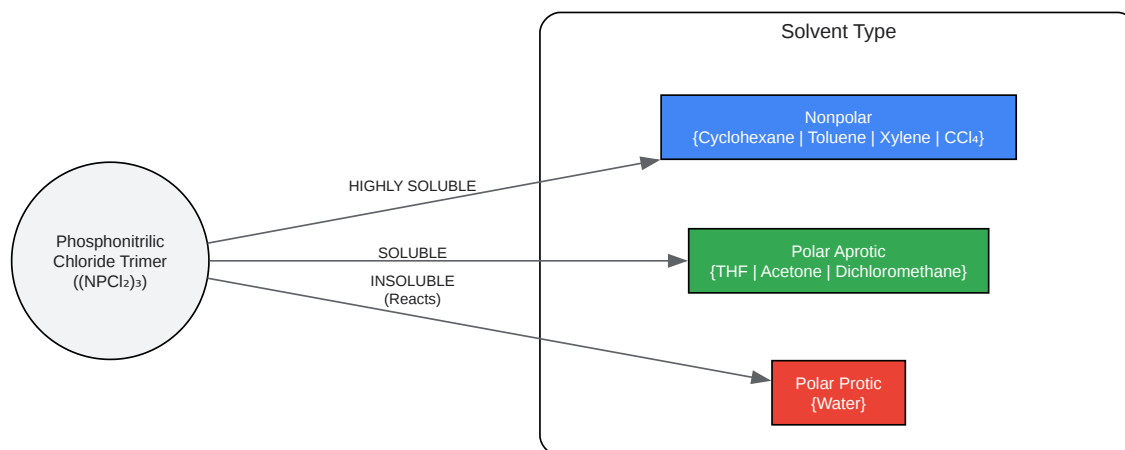 Solvent Type
Nonpolar
{Cyclohexane | Toluene | Xylene | CCl₄}
HIGHLY SOLUBLE
Phosphonitrilic
Chloride Trimer
((NPCl₂)₃)
SOLUBLE
Polar Aprotic
{THF | Acetone | Dichloromethane}
INSOLUBLE
(Reacts)
Polar Protic
{Water}